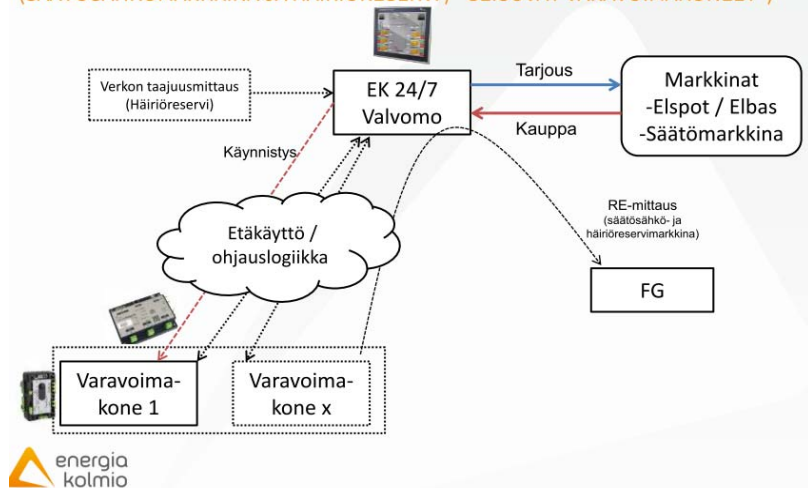 Verkon taajuusmittaus
(Häiriöreservi)
EK 24/7
Valvomo
Tarjous
Kauppa
Markkinat
-Elspot / Elbas
-Säätömarkkina
Käynnistys
RE-mittaus
(säätösähkö- ja
häiriöreservimarkkina)
Etäkäyttö /
ohjauslogiikka
FG
Varavoima-
kone 1
Varavoima-
kone x
energia
kolmio